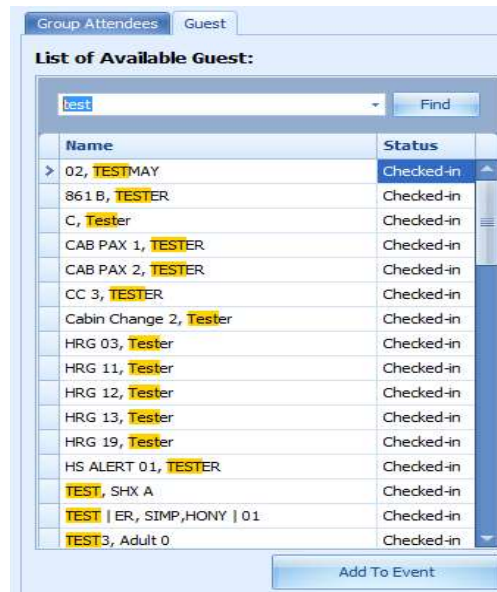 Group Attendees Guest
List of Available Guest:
test Find
Name Status
02, TESTMAY Checked-in
861 B, TESTER Checked-in
C, Tester Checked-in
CAB PAX 1, TESTER Checked-in
CAB PAX 2, TESTER Checked-in
CC 3, TESTER Checked-in
Cabin Change 2, Tester Checked-in
HRG 03, Tester Checked-in
HRG 11, Tester Checked-in
HRG 12, Tester Checked-in
HRG 13, Tester Checked-in
HRG 19, Tester Checked-in
HS ALERT 01, TESTER Checked-in
TEST, SHX A Checked-in
TEST | ER, SIMP,HONY | 01 Checked-in
TEST3, Adult 0 Checked-in
Add To Event